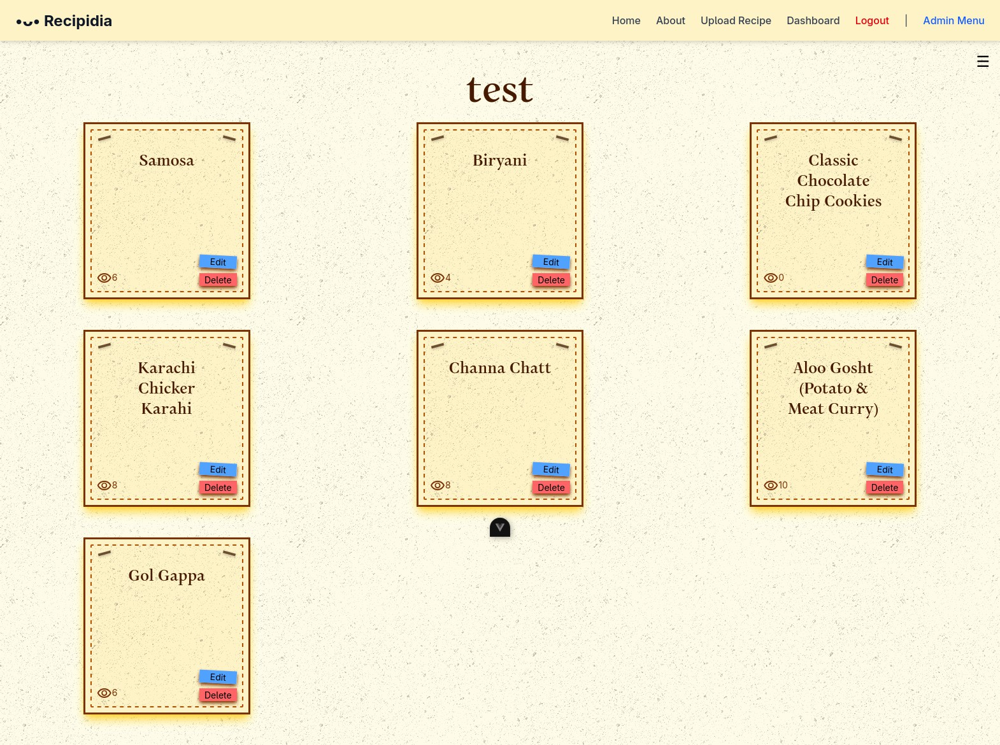 Recipidia
Home About Upload Recipe Dashboard Logout | Admin Menu
test
Samosa
6
Edit
Delete
Biryani
4
Edit
Delete
Classic
Chocolate
Chip Cookies
0
Edit
Delete
Karachi
Chicker
Karahi
8
Edit
Delete
Channa Chatt
8
Edit
Delete
Aloo Gosht
(Potato &
Meat Curry)
10
Edit
Delete
Gol Gappa
6
Edit
Delete